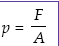 p = F/A